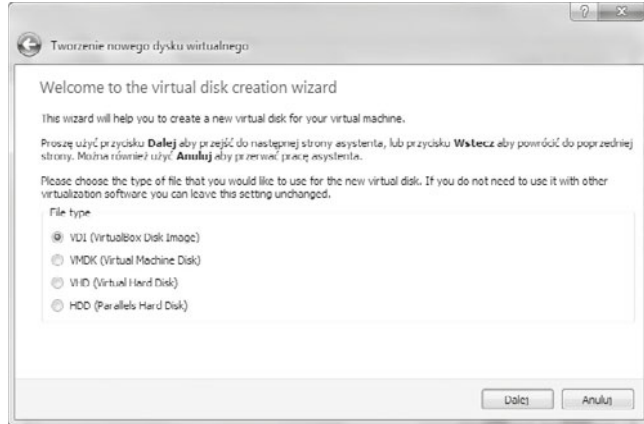 Tworzenie nowego dysku wirtualnego
Welcome to the virtual disk creation wizard
This wizard will help you to create a new virtual disk for your virtual machine.
Proszę użyć przycisku Dalej aby przejść do następnej strony asystenta, lub przycisku Wstecz aby powrócić do poprzedniej
strony. Można również użyć Anuluj aby przerwać pracę asystenta.
Please choose the type of file that you would like to use for the new virtual disk. If you do not need to use it with other
virtualization software you can leave this setting unchanged.
File type
VDI (VirtualBox Disk Image)
VMDK (Virtual Machine Disk)
VHD (Virtual Hard Disk)
HDD (Parallels Hard Disk)
Dalej Anuluj